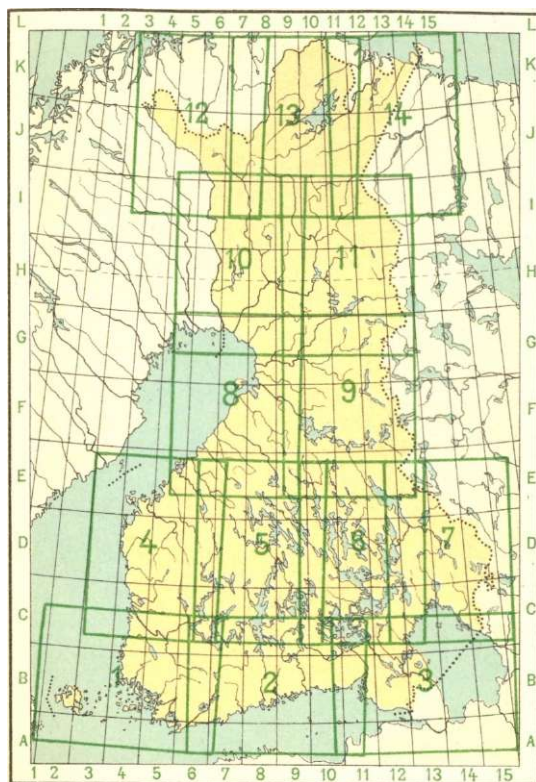 L 1 2 3 4 5 6 7 8 9 10 11 12 13 14 15 L
K K
12 13 14
J J
I I
10 11
H H
G G
8 9
F F
E E
4 5 6 7
D D
C C
1 2 3
B B
A A
1 2 3 4 5 6 7 8 9 10 11 12 13 14 15